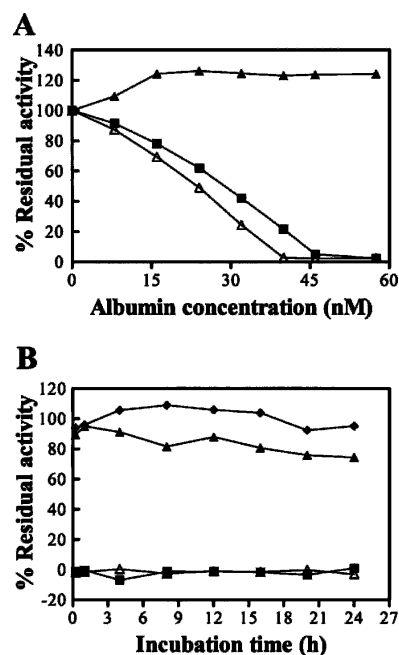 A
% Residual activity
140
120
100
80
60
40
20
0
0 15 30 45 60
Albumin concentration (nM)
B
% Residual activity
120
100
80
60
40
20
0
-20
0 3 6 9 12 15 18 21 24 27
Incubation time (h)